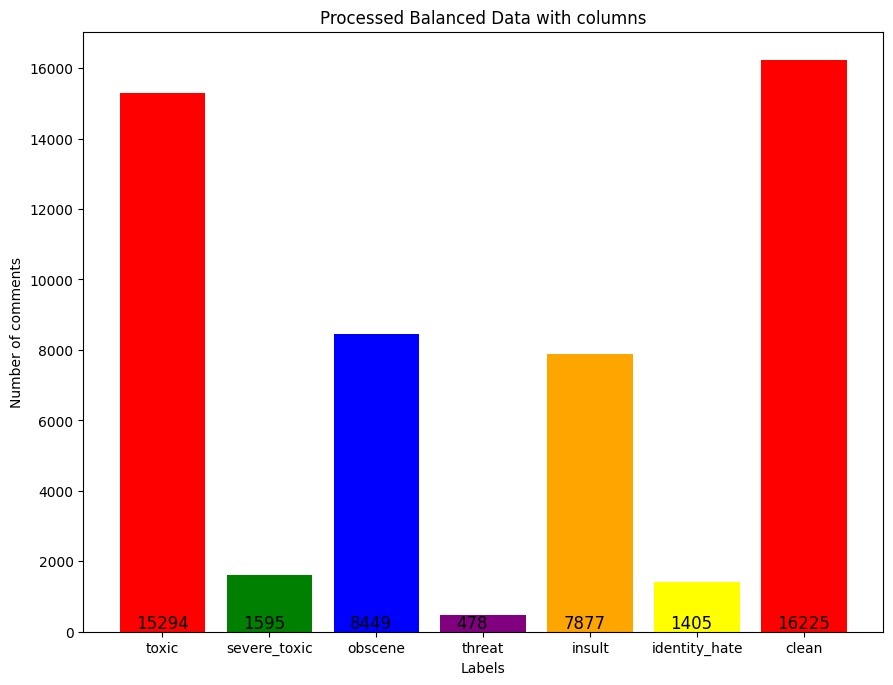 Processed Balanced Data with columns
Number of comments
16000
14000
12000
10000
8000
6000
4000
2000
0
15294 1595 8449 478 7877 1405 16225
toxic severe_toxic obscene threat insult identity_hate clean
Labels